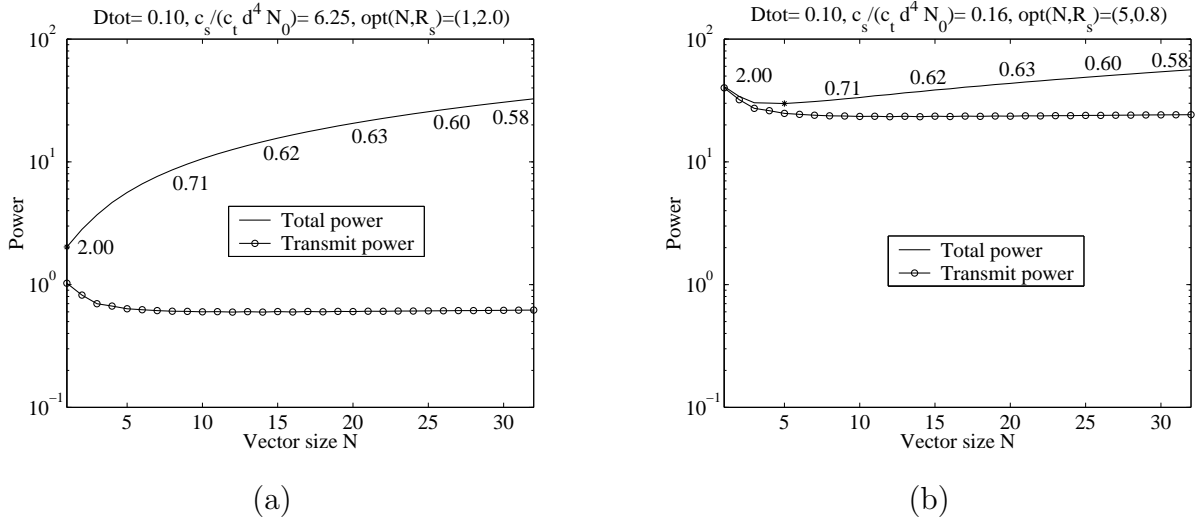 Dtot= 0.10, c_s/(c_t d^4 N_0)= 6.25, opt(N,R_s)=(1,2.0)
10^2
10^1
10^0
10^-1
Power
2.00
0.71
0.62
0.63
0.60
0.58
Total power
Transmit power
5 10 15 20 25 30
Vector size N
(a)
Dtot= 0.10, c_s/(c_t d^4 N_0)= 0.16, opt(N,R_s)=(5,0.8)
10^2
10^1
10^0
10^-1
Power
2.00
0.71
0.62
0.63
0.60
0.58
Total power
Transmit power
5 10 15 20 25 30
Vector size N
(b)